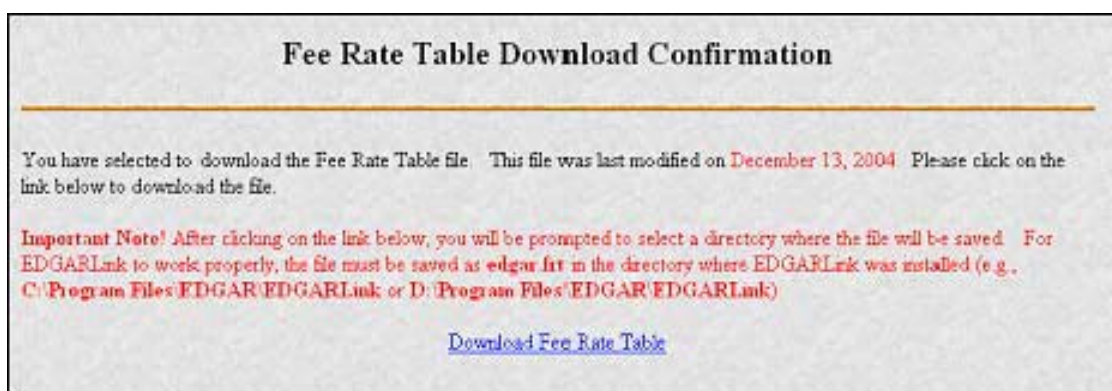 Fee Rate Table Download Confirmation
You have selected to download the Fee Rate Table file. This file was last modified on December 13, 2004 Please click on the
link below to download the file.
Important Note! After clicking on the link below, you will be prompted to select a directory where the file will be saved. For
EDGARLink to work properly, the file must be saved as edgar.frt in the directory where EDGARLink was installed (e.g.,
C:\Program Files\EDGAR\EDGARLink or D:\Program Files\EDGAR\EDGARLink)
Download Fee Rate Table